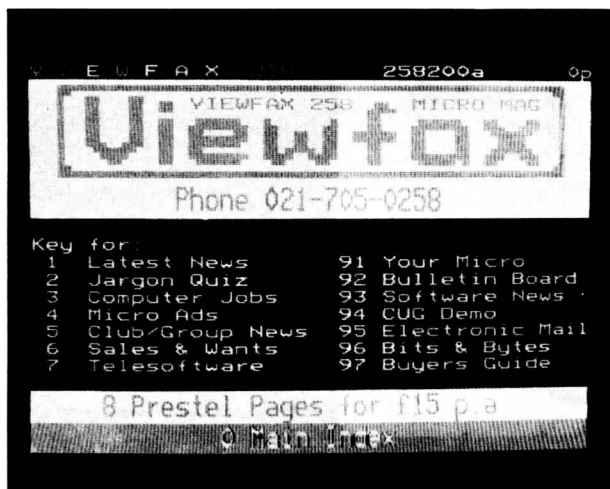 VIEWFAX 258200a 0p
VIEWFAX 258 MICRO MAG
Viewfax
Phone 021-705-0258
Key for:
1 Latest News 91 Your Micro
2 Jargon Quiz 92 Bulletin Board
3 Computer Jobs 93 Software News
4 Micro Ads 94 CUG Demo
5 Club/Group News 95 Electronic Mail
6 Sales & Wants 96 Bits & Bytes
7 Telesoftware 97 Buyers Guide
8 Prestel Pages for £15 p.a
0 Main Index